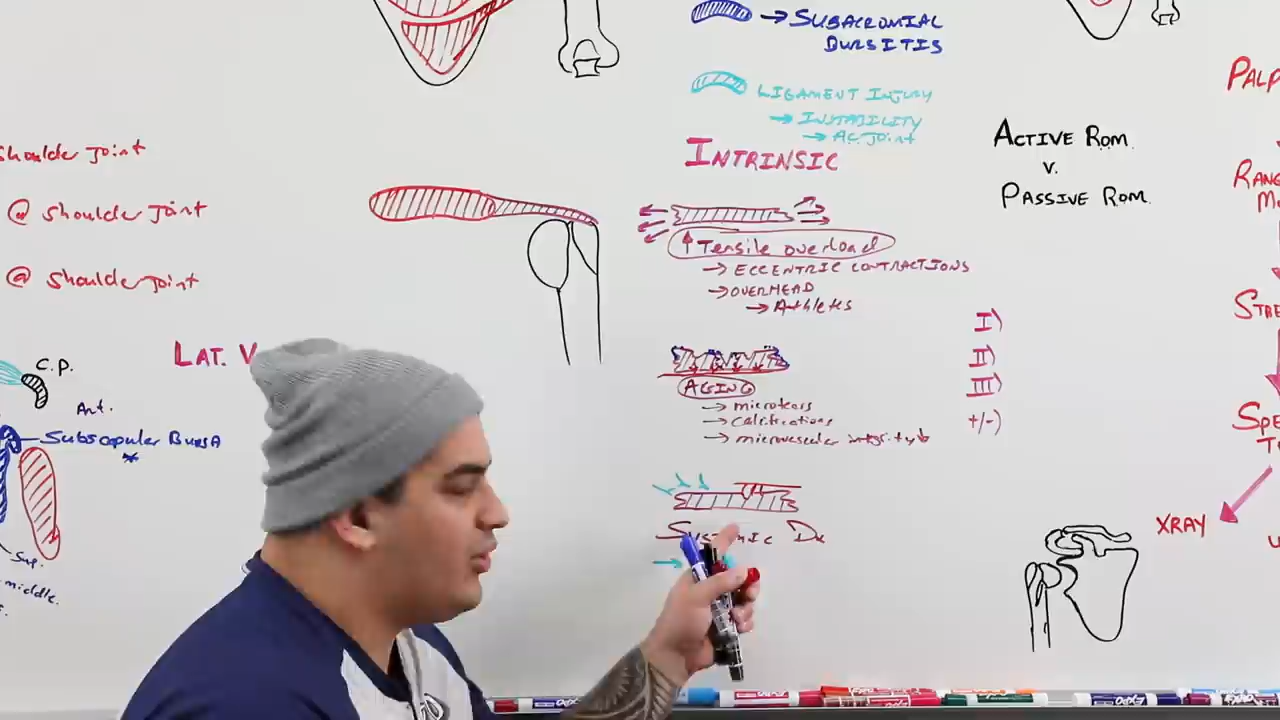 Shoulder Joint
@ Shoulder Joint
@ Shoulder Joint
LAT. V
C.P.
Ant.
Subscapular BursA
*
Sup.
middle.
→ SUBACROMIAL
BURSITIS
LIGAMENT INJURY
→ INSTABILITY
→ AC Joint
INTRINSIC
↑ Tensile overload
→ ECCENTRIC CONTRACTIONS
→ OVERHEAD
→ Athletes
AGING
→ microtears
→ calcifications
→ microvascular integrity ↓
Dx
→
I)
II)
III)
+/-)
ACTIVE ROM
V.
PASSIVE ROM
PALP
RANG
M
STRE
SPE
T
XRAY